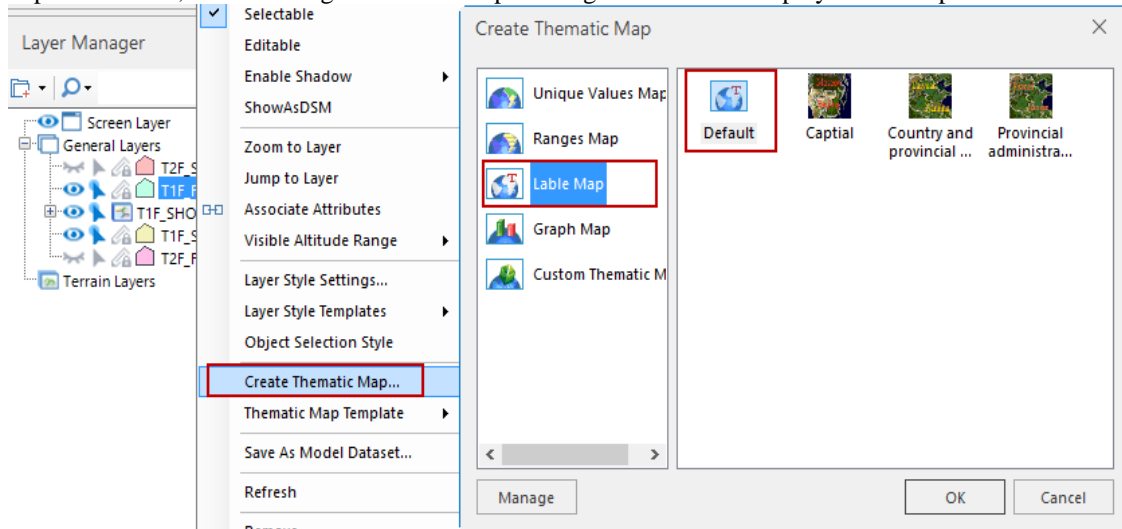 Layer Manager
Screen Layer
General Layers
T2F_S
T1F_F
T1F_SHO
T1F_S
T2F_F
Terrain Layers
Selectable
Editable
Enable Shadow
ShowAsDSM
Zoom to Layer
Jump to Layer
Associate Attributes
Visible Altitude Range
Layer Style Settings...
Layer Style Templates
Object Selection Style
Create Thematic Map...
Thematic Map Template
Save As Model Dataset...
Refresh
Create Thematic Map
Unique Values Map
Ranges Map
Lable Map
Graph Map
Custom Thematic M
Default
Captial
Country and
provincial ...
Provincial
administra...
Manage
OK
Cancel